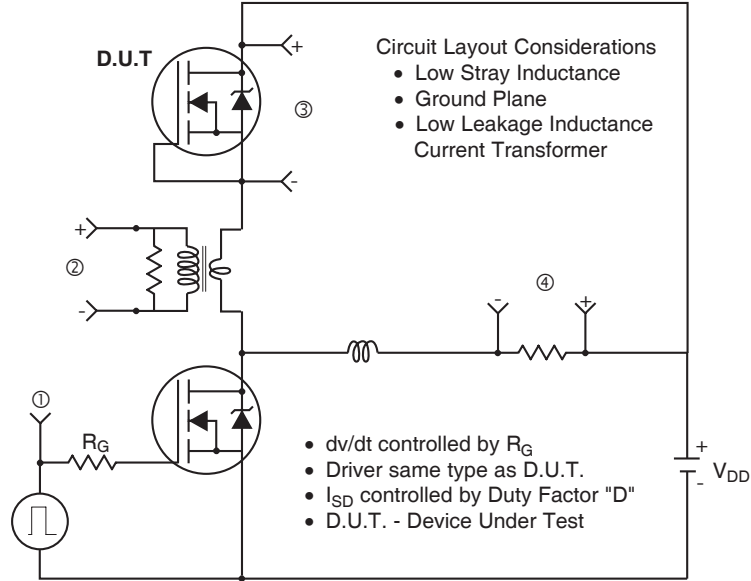 D.U.T
+
-
③
Circuit Layout Considerations
• Low Stray Inductance
• Ground Plane
• Low Leakage Inductance
Current Transformer
+
②
-
④
-
+
①
R_G
• dv/dt controlled by R_G
• Driver same type as D.U.T.
• I_SD controlled by Duty Factor "D"
• D.U.T. - Device Under Test
+
V_DD
-